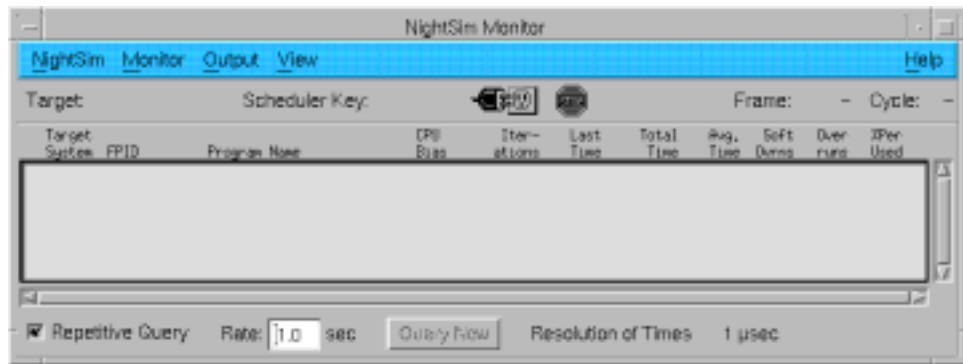 NightSim Monitor
NightSim Monitor Output View Help
Target: Scheduler Key: Frame: - Cycle: -
Target CPU Iter- Last Total Avg. Soft Over %Per
System FPID Program Name Bias ations Time Time Time Ovrns runs Used
Repetitive Query Rate: 1.0 sec Query Now Resolution of Times 1 µsec